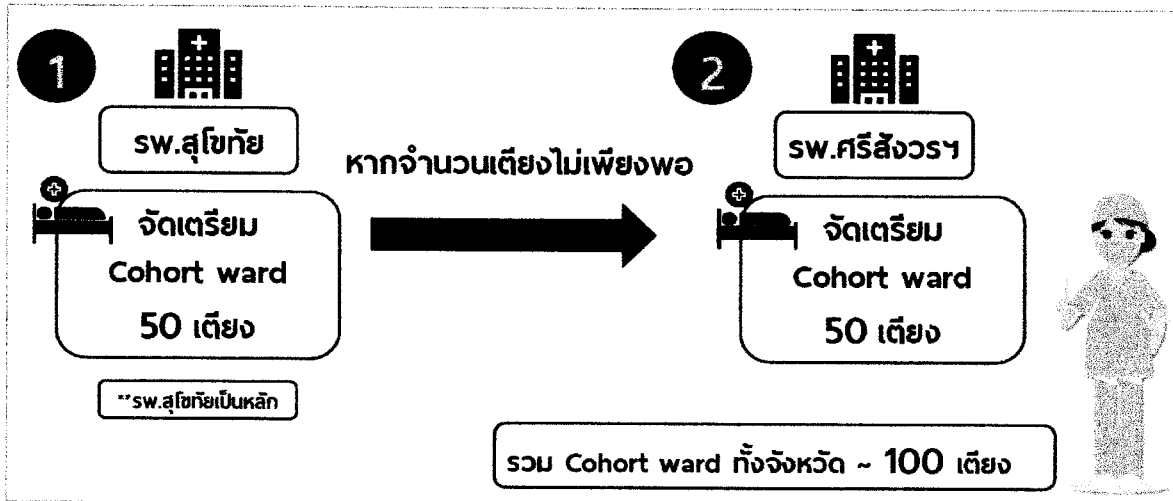 1
รพ.สุโขทัย
จัดเตรียม
Cohort ward
50 เตียง
**รพ.สุโขทัยเป็นหลัก
หากจำนวนเตียงไม่เพียงพอ
2
รพ.ศรีสังวรฯ
จัดเตรียม
Cohort ward
50 เตียง
รวม Cohort ward ทั้งจังหวัด ~ 100 เตียง